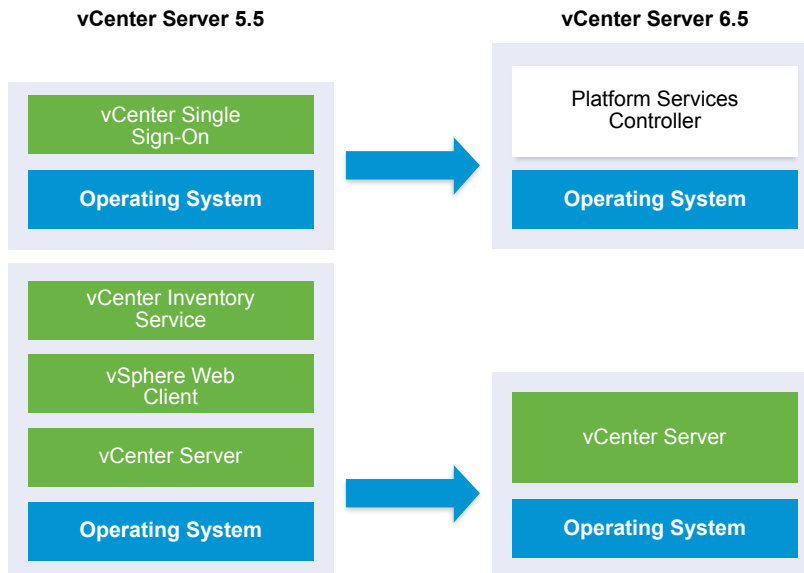 vCenter Server 5.5
vCenter Server 6.5
vCenter Single
Sign-On
Operating System
Platform Services
Controller
Operating System
vCenter Inventory
Service
vSphere Web
Client
vCenter Server
Operating System
vCenter Server
Operating System